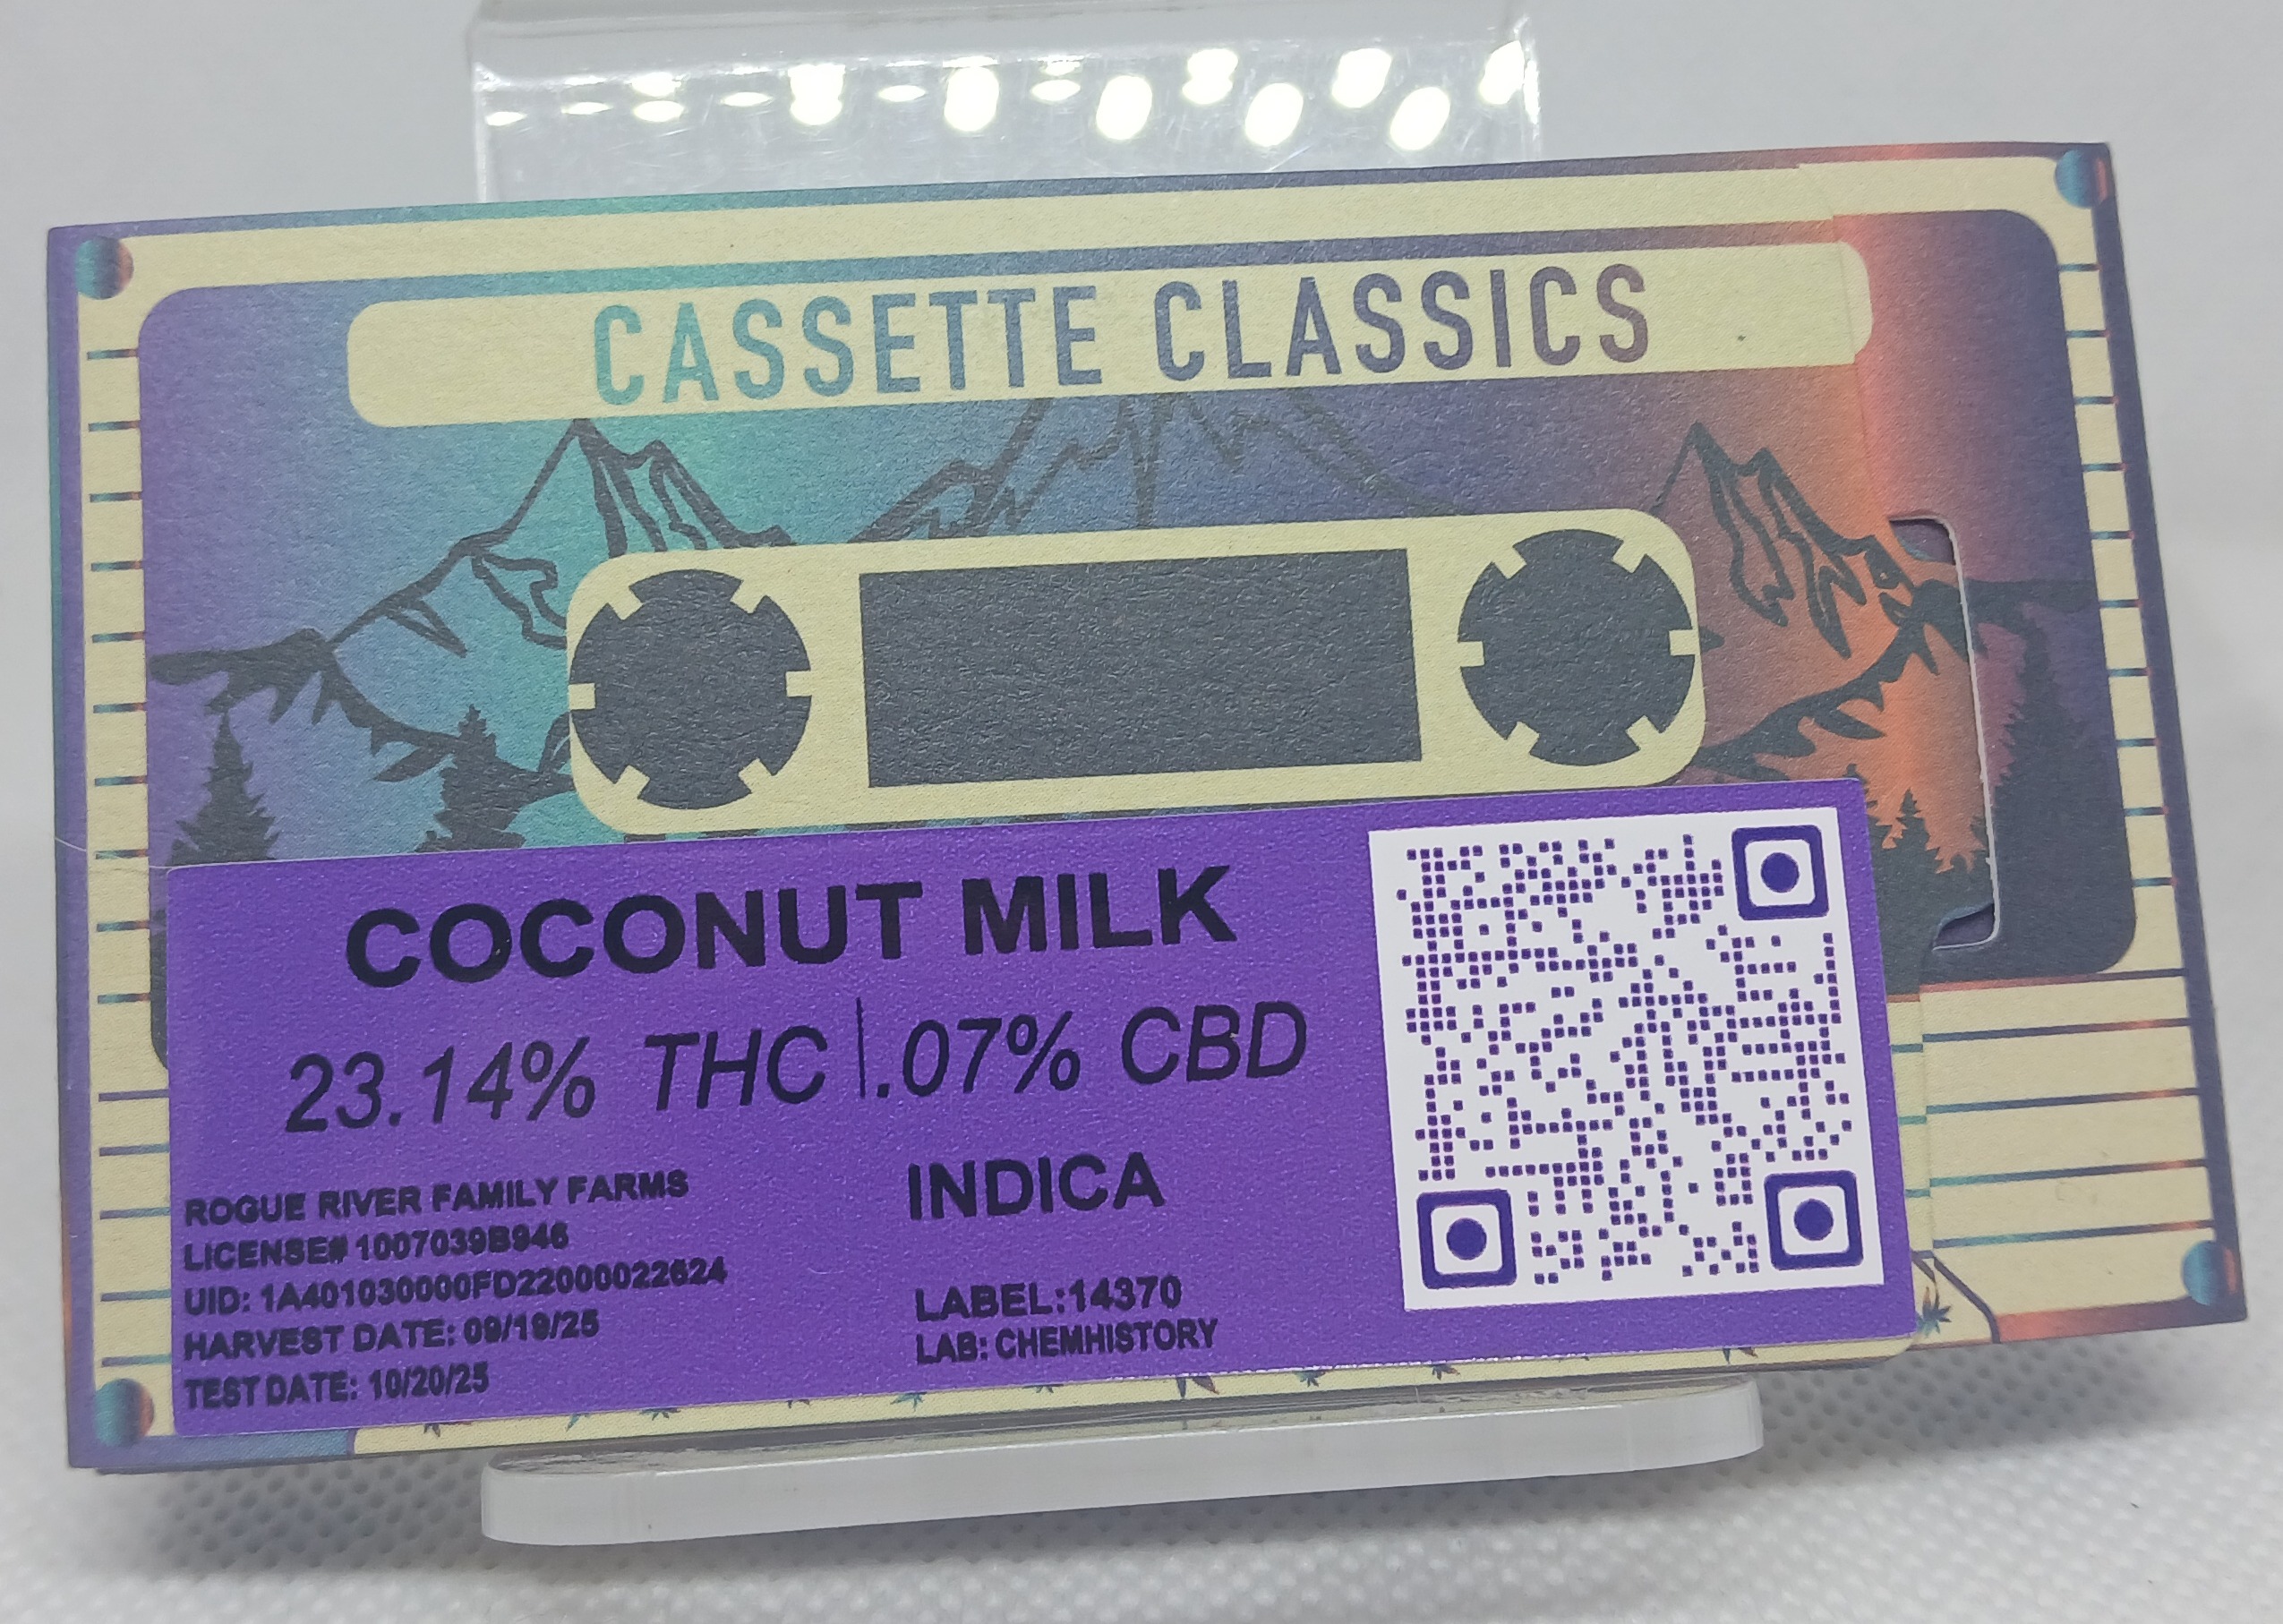 CASSETTE CLASSICS
COCONUT MILK
23.14% THC | .07% CBD
INDICA
ROGUE RIVER FAMILY FARMS
LICENSE# 1007039B946
UID: 1A401030000FD22000022624
HARVEST DATE: 09/19/25
TEST DATE: 10/20/25
LABEL:14370
LAB: CHEMHISTORY